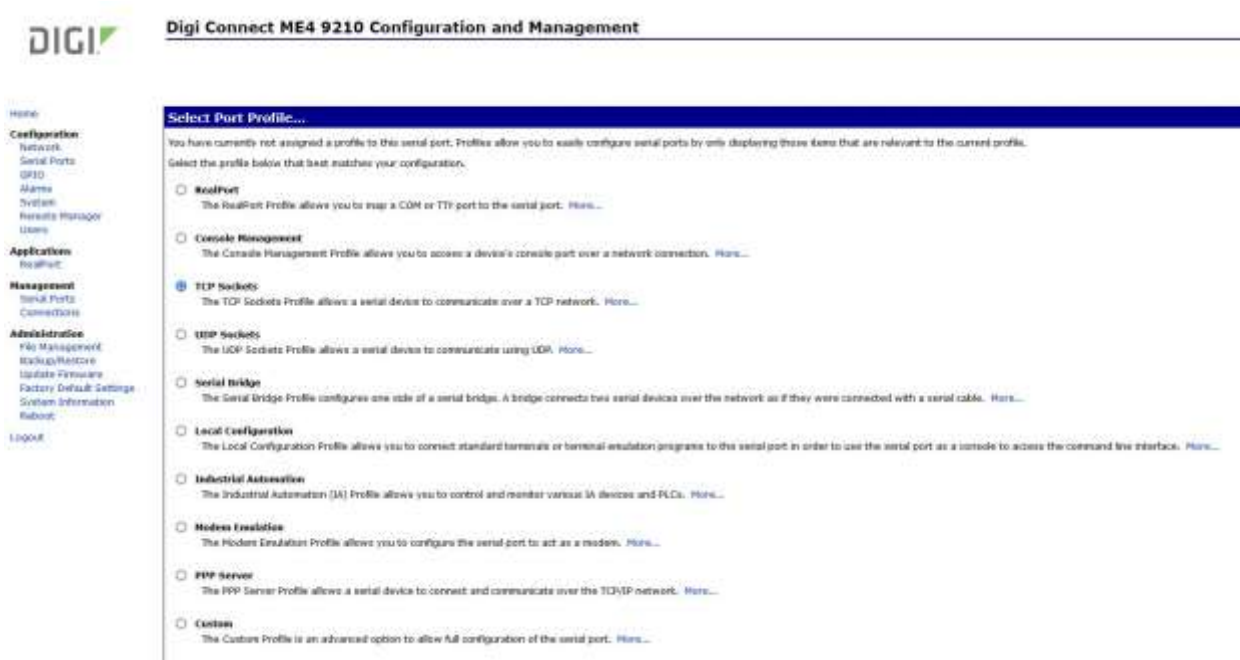 DIGI
Digi Connect ME4 9210 Configuration and Management
Home
Configuration
Network
Serial Ports
GPIO
Alarms
System
Remote Manager
Users
Applications
RealPort
Management
Serial Ports
Connections
Administration
File Management
Backup/Restore
Update Firmware
Factory Default Settings
System Information
Reboot
Logout
Select Port Profile...
You have currently not assigned a profile to this serial port. Profiles allow you to easily configure serial ports by only displaying those items that are relevant to the current profile.
Select the profile below that best matches your configuration.
RealPort
The RealPort Profile allows you to map a COM or TTY port to the serial port. More...
Console Management
The Console Management Profile allows you to access a device's console port over a network connection. More...
TCP Sockets
The TCP Sockets Profile allows a serial device to communicate over a TCP network. More...
UDP Sockets
The UDP Sockets Profile allows a serial device to communicate using UDP. More...
Serial Bridge
The Serial Bridge Profile configures one side of a serial bridge. A bridge connects two serial devices over the network as if they were connected with a serial cable. More...
Local Configuration
The Local Configuration Profile allows you to connect standard terminals or terminal emulation programs to the serial port in order to use the serial port as a console to access the command line interface. More...
Industrial Automation
The Industrial Automation (IA) Profile allows you to control and monitor various IA devices and PLCs. More...
Modem Emulation
The Modem Emulation Profile allows you to configure the serial port to act as a modem. More...
PPP Server
The PPP Server Profile allows a serial device to connect and communicate over the TCP/IP network. More...
Custom
The Custom Profile is an advanced option to allow full configuration of the serial port. More...